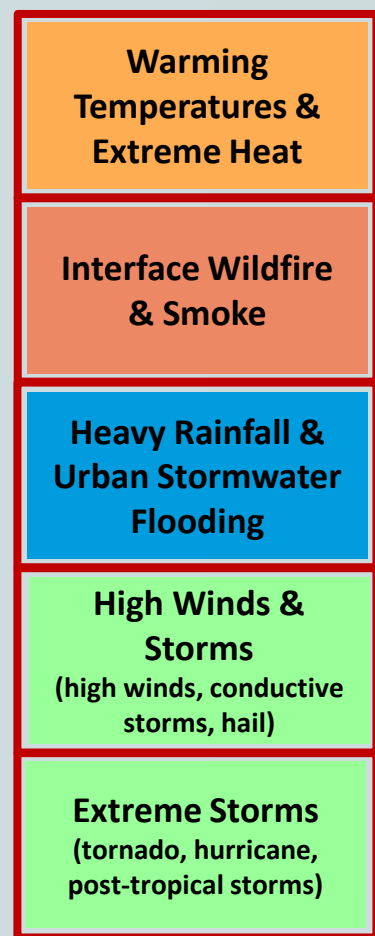 Warming
Temperatures &
Extreme Heat
Interface Wildfire
& Smoke
Heavy Rainfall &
Urban Stormwater
Flooding
High Winds &
Storms
(high winds, conductive
storms, hail)
Extreme Storms
(tornado, hurricane,
post-tropical storms)